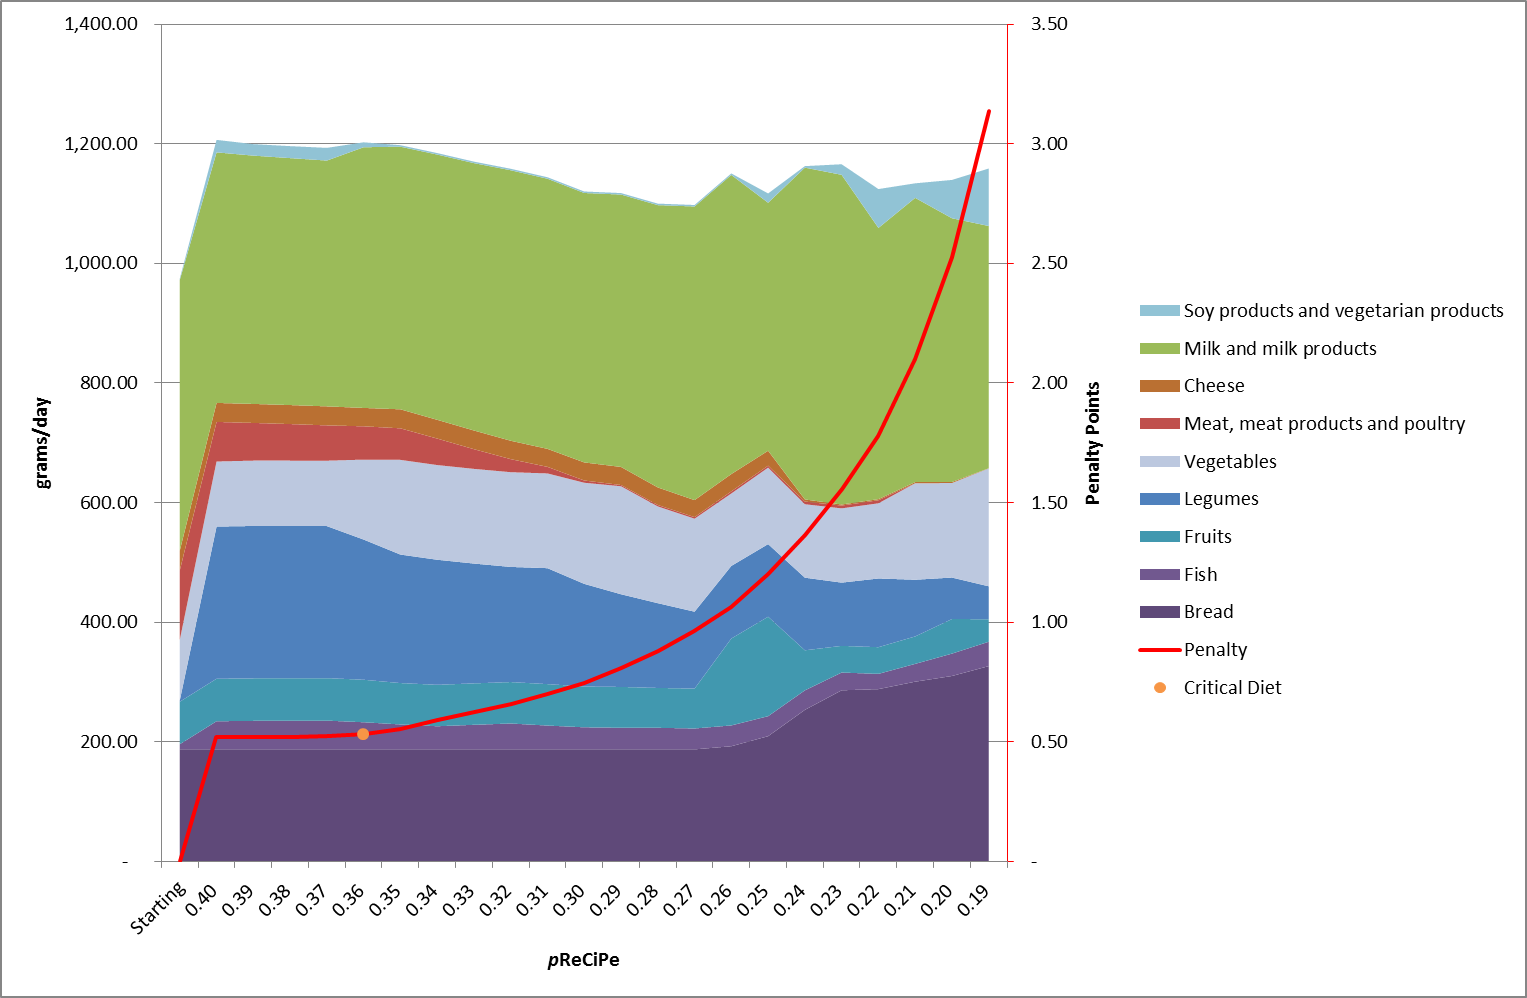 1,400.00
1,200.00
1,000.00
800.00
600.00
400.00
200.00
-
grams/day
3.50
3.00
2.50
2.00
1.50
1.00
0.50
-
Penalty Points
Soy products and vegetarian products
Milk and milk products
Cheese
Meat, meat products and poultry
Vegetables
Legumes
Fruits
Fish
Bread
Penalty
Critical Diet
Starting
0.40
0.39
0.38
0.37
0.36
0.35
0.34
0.33
0.32
0.31
0.30
0.29
0.28
0.27
0.26
0.25
0.24
0.23
0.22
0.21
0.20
0.19
pReCiPe